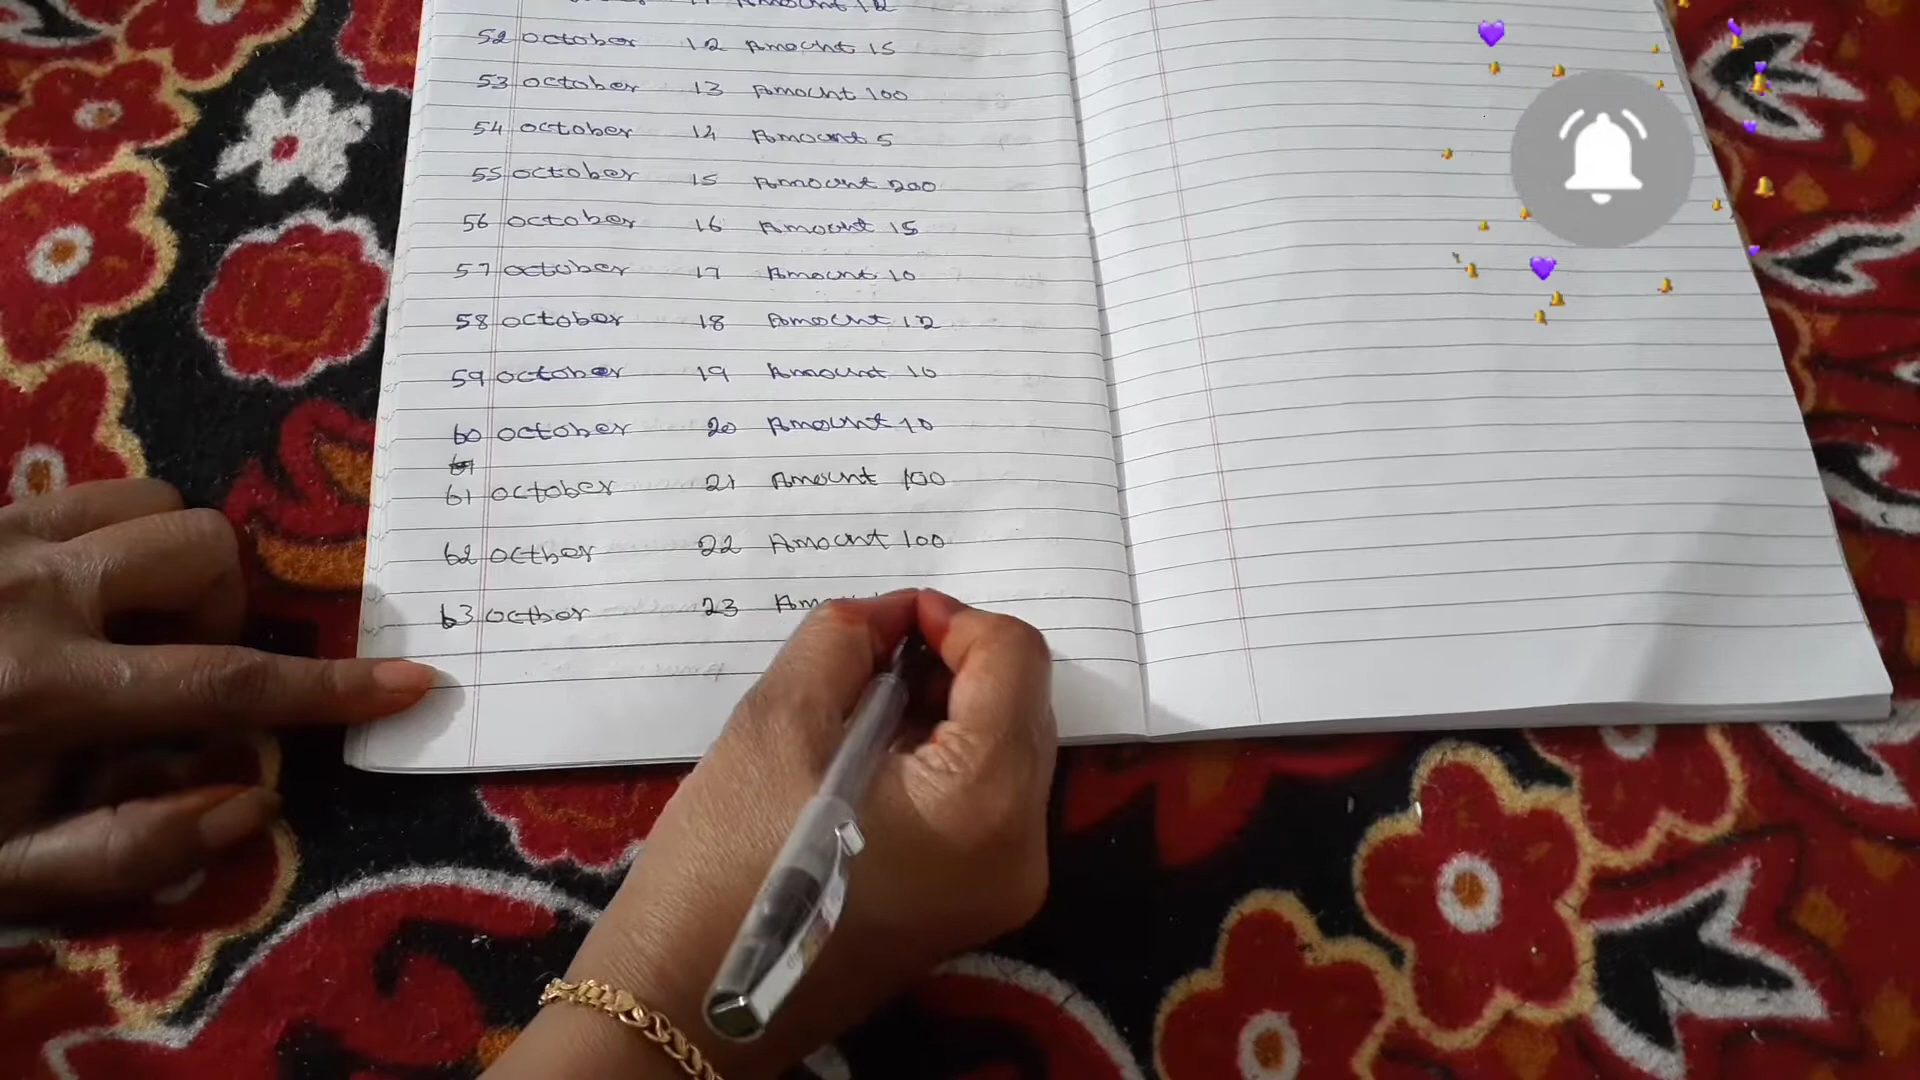 11 Amount 12
52 october 12 Amount 15
53 october 13 Amount 100
54 october 14 Amount 5
55 october 15 Amount 200
56 october 16 Amount 15
57 october 17 Amount 10
58 october 18 Amount 12
59 october 19 Amount 10
60 october 20 Amount 10
61 october 21 Amount 100
62 octber 22 Amount 100
63 octber 23